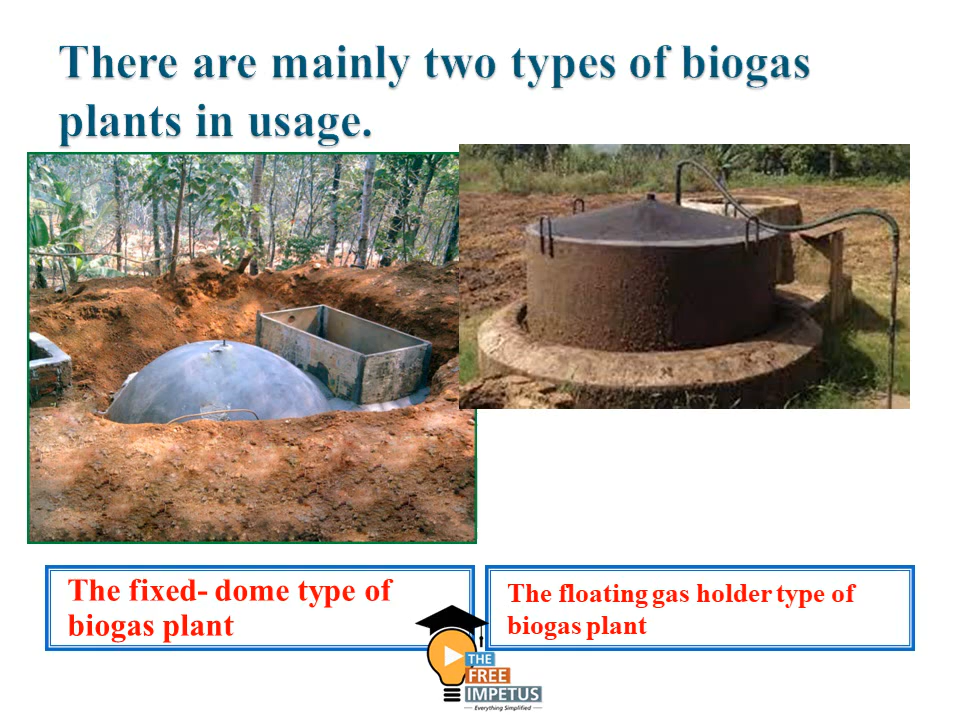 There are mainly two types of biogas
plants in usage.
The fixed- dome type of
biogas plant
The floating gas holder type of
biogas plant
THE
FREE
IMPETUS
Everything Simplified